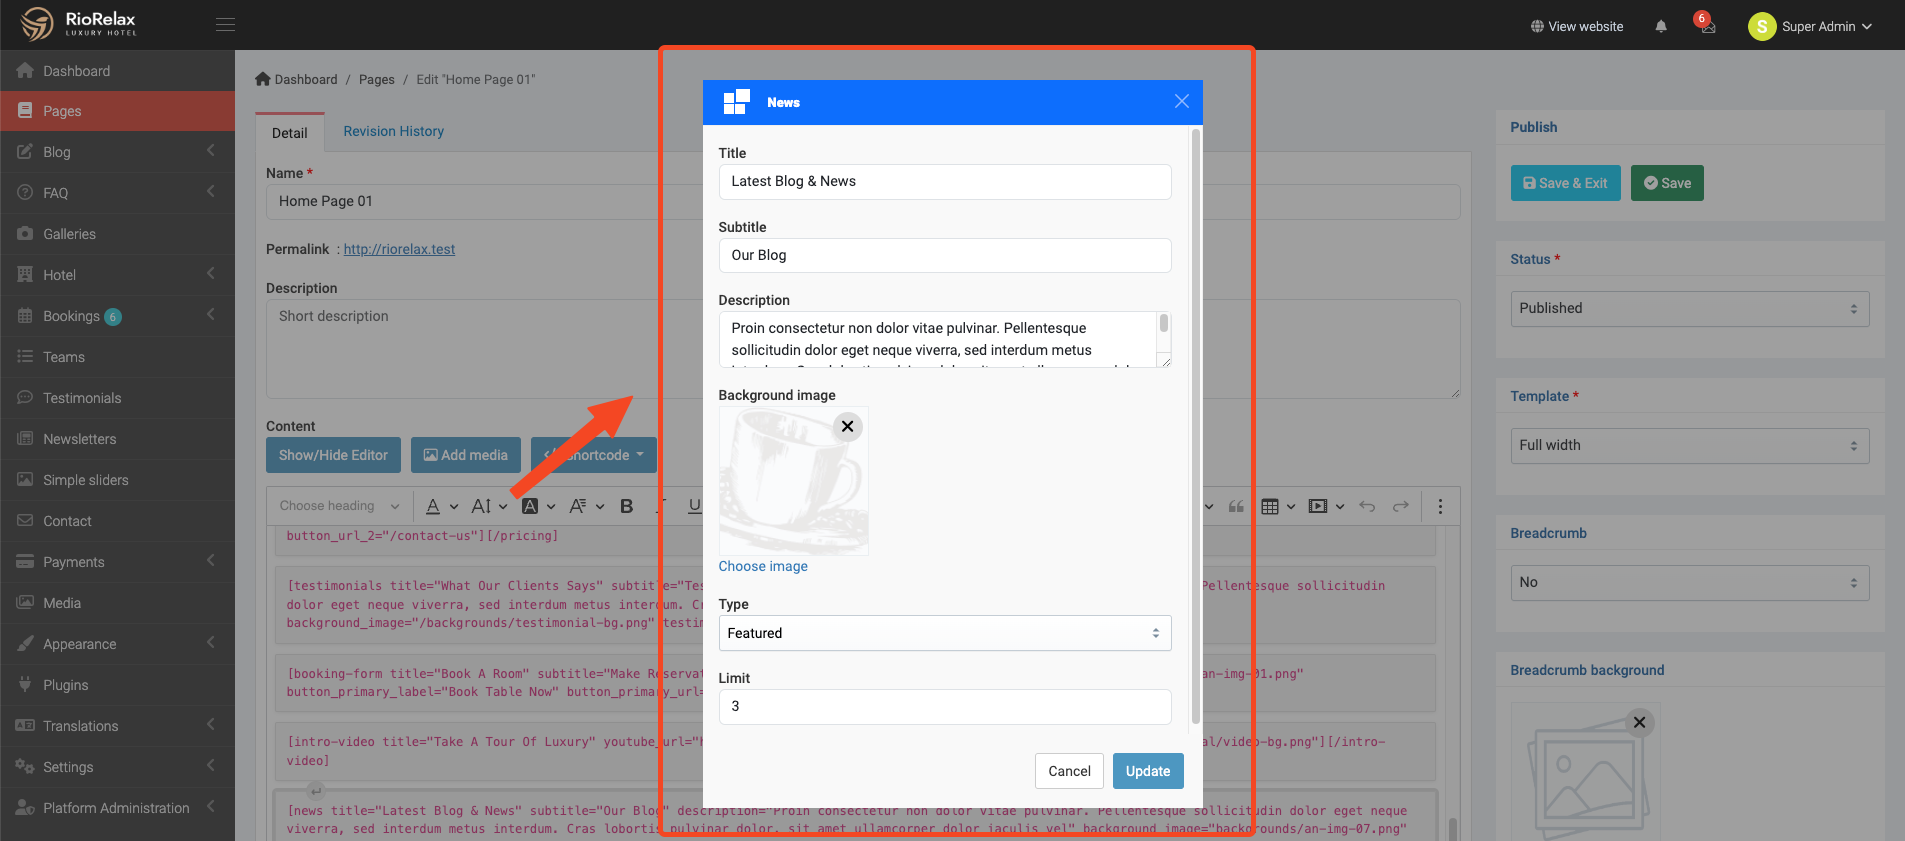 RioRelax
LUXURY HOTEL
View website
6
S
Super Admin
Dashboard
Pages
Blog
FAQ
Galleries
Hotel
Bookings 6
Teams
Testimonials
Newsletters
Simple sliders
Contact
Payments
Media
Appearance
Plugins
Translations
Settings
Platform Administration
Dashboard / Pages / Edit "Home Page 01"
Detail
Revision History
Name *
Home Page 01
Permalink : http://riorelax.test
Description
Short description
Content
Show/Hide Editor
Add media
Choose heading
button_url_2="/contact-us"][/pricing]
[testimonials title="What Our Clients Says" subtitle="Tes
Pellentesque sollicitudin
dolor eget neque viverra, sed interdum metus interdum. Cr
background_image="/backgrounds/testimonial-bg.png"
[booking-form title="Book A Room" subtitle="Make Reservat
an-img-01.png"
button_primary_label="Book Table Now" button_primary_url=
[intro-video title="Take A Tour Of Luxury" youtube_url="h
al/video-bg.png"][/intro-
video]
[news title="Latest Blog & News" subtitle="Our Blog" description="Proin consectetur non dolor vitae pulvinar. Pellentesque sollicitudin dolor eget neque
viverra, sed interdum metus interdum. Cras lobortis pulvinar dolor, sit amet ullamcorper dolor iaculis vel" background_image="backgrounds/an-img-07.png"
News
Title
Latest Blog & News
Subtitle
Our Blog
Description
Proin consectetur non dolor vitae pulvinar. Pellentesque
sollicitudin dolor eget neque viverra, sed interdum metus
Background image
Choose image
Type
Featured
Limit
3
Cancel
Update
Publish
Save & Exit
Save
Status *
Published
Template *
Full width
Breadcrumb
No
Breadcrumb background